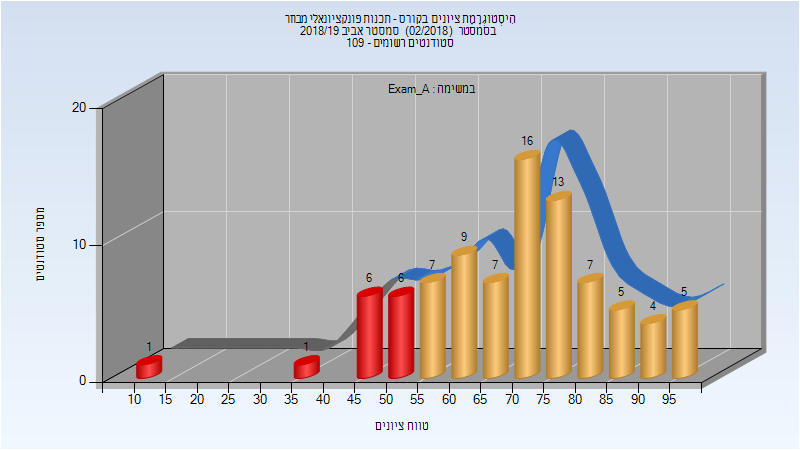 היסטוגרמת ציונים בקורס - תכנות פונקציונאלי מבוזר
בסמסטר (02/2018) סמסטר אביב 2018/19
סטודנטים רשומים - 109
במשימה : Exam_A
מספר סטודנטים
20
10
0
1
1
6
6
7
9
7
16
13
7
5
4
5
10 15 20 25 30 35 40 45 50 55 60 65 70 75 80 85 90 95
טווח ציונים